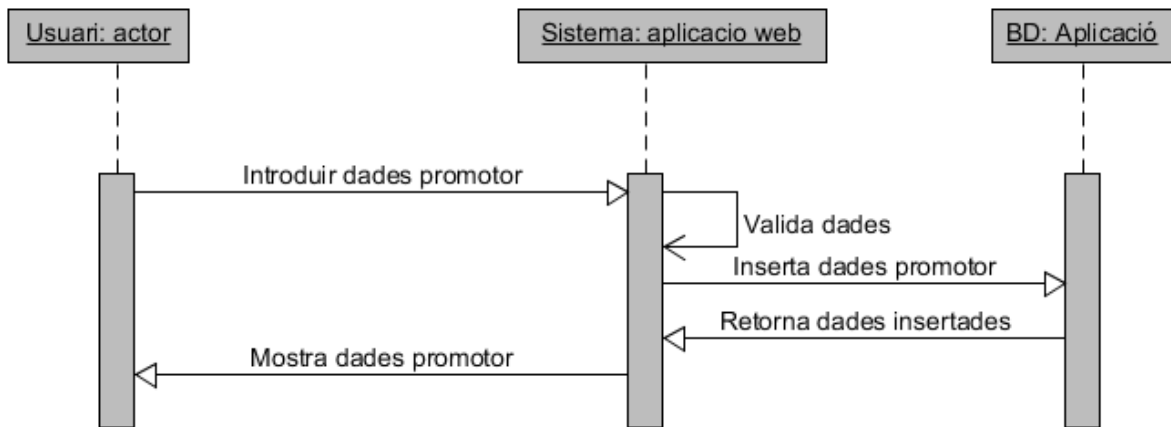 Usuari: actor
Sistema: aplicacio web
BD: Aplicació
Introduir dades promotor
Valida dades
Inserta dades promotor
Retorna dades insertades
Mostra dades promotor